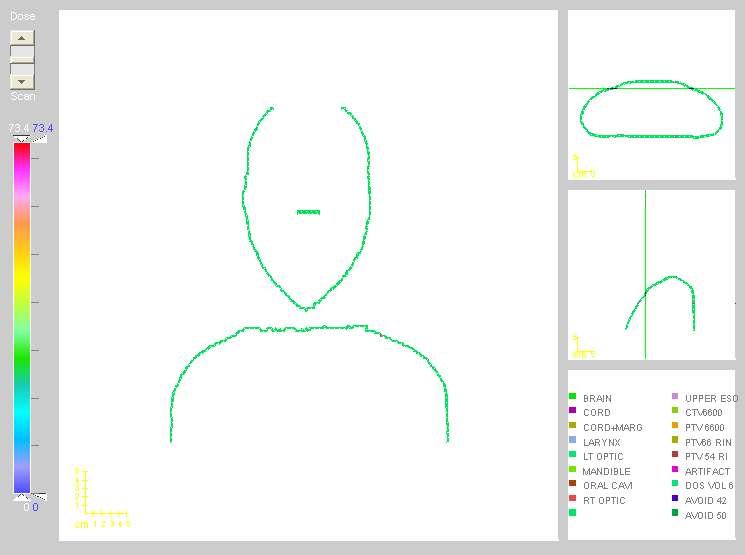 Dose
Scan
73.4 73.4
0 0
5
4
3
2
1
cm 1 2 3 4 5
5
cm 5
5
cm 5
BRAIN
CORD
CORD+MARG
LARYNX
LT OPTIC
MANDIBLE
ORAL CAVI
RT OPTIC
UPPER ESO
CTV6600
PTV6600
PTV66 RIN
PTV54 RI
ARTIFACT
DOS VOL 6
AVOID 42
AVOID 50